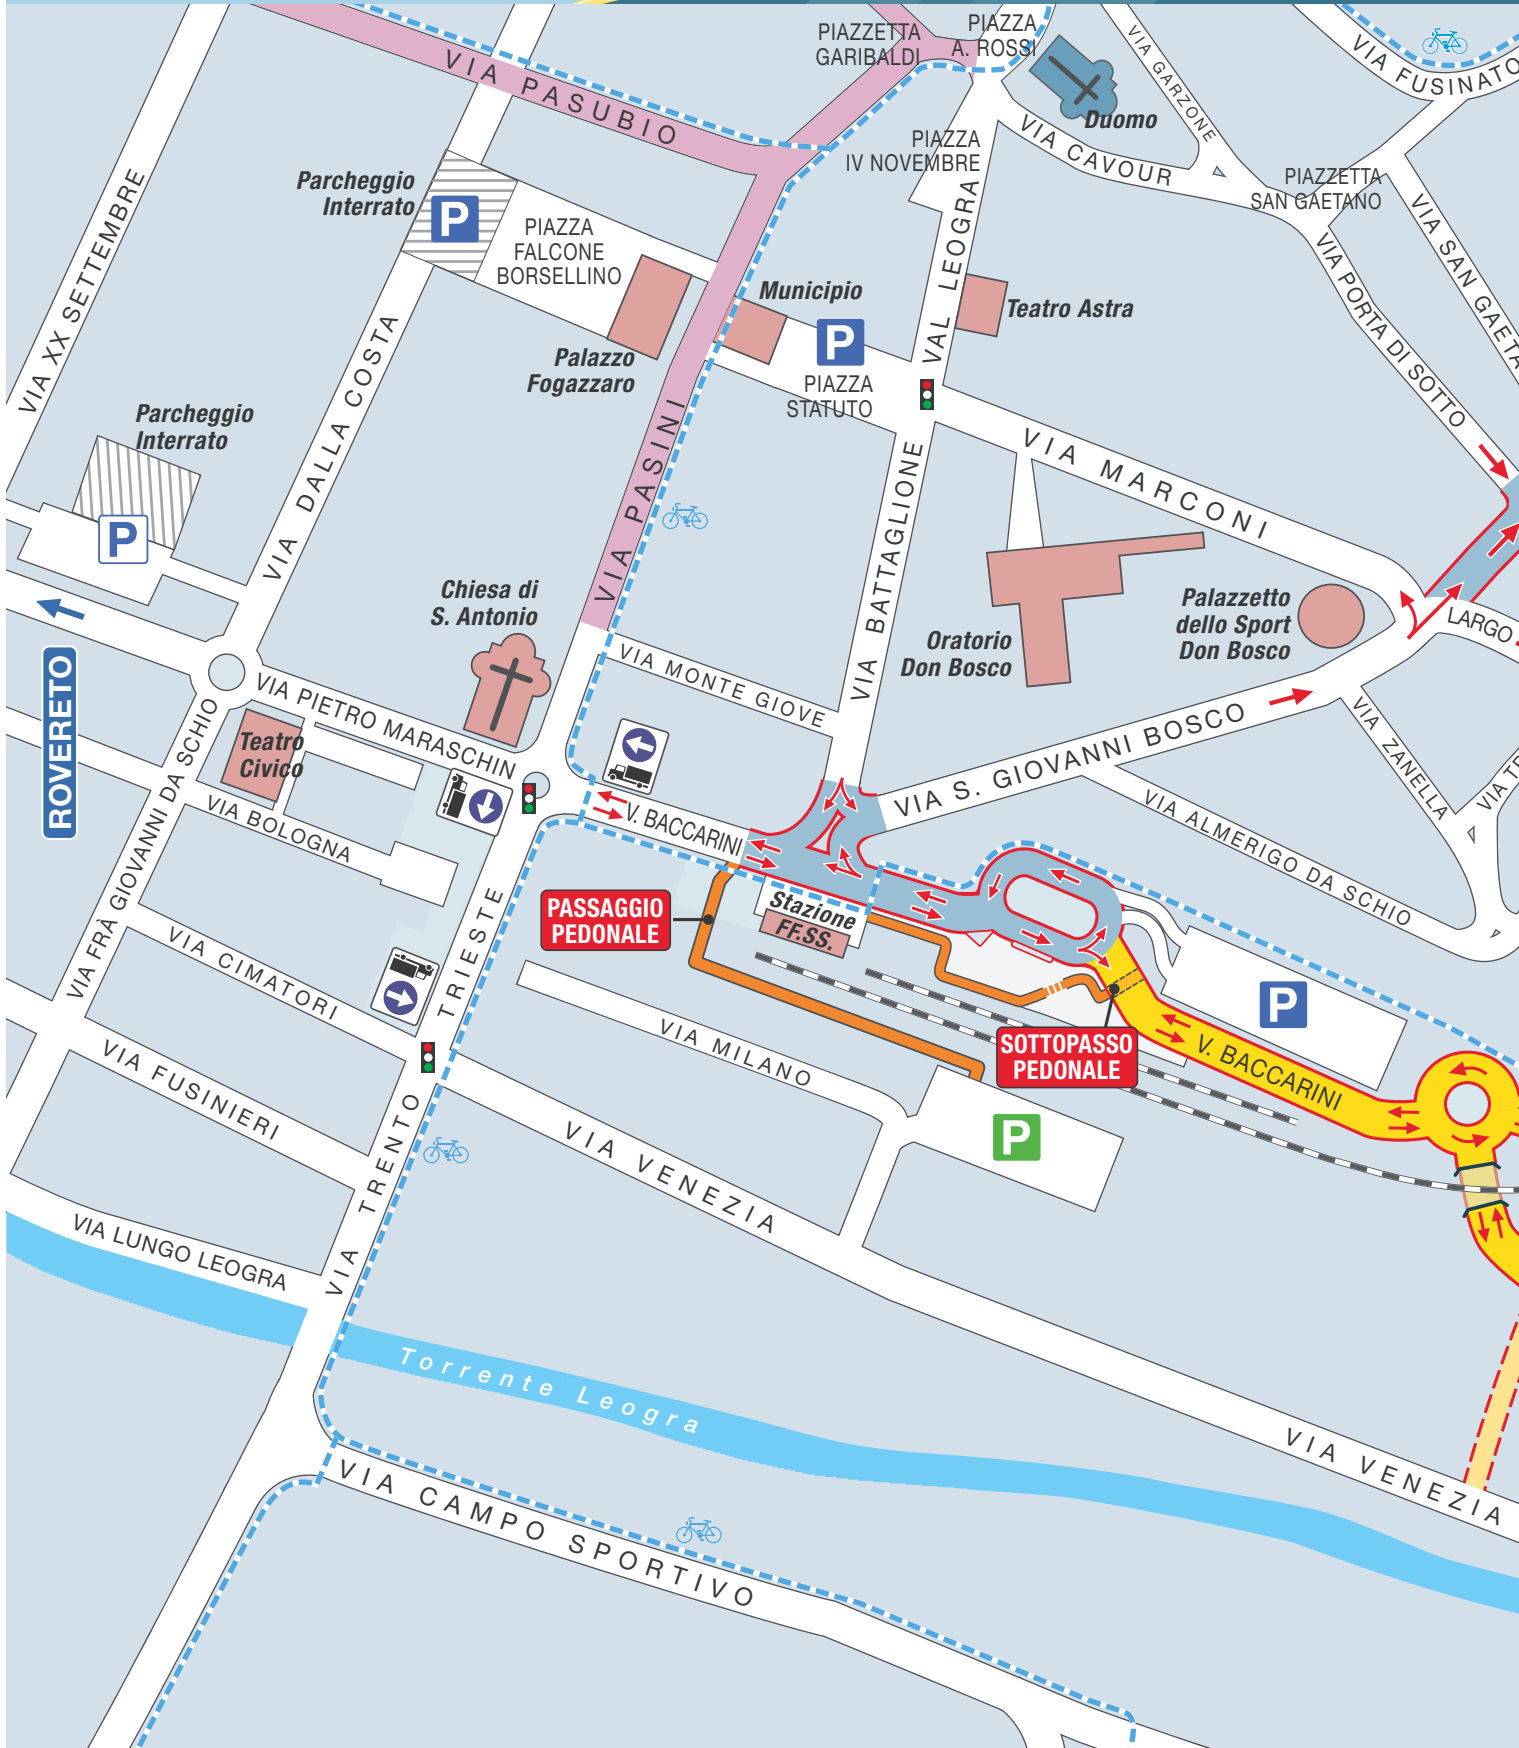 PIAZZETTA
GARIBALDI
PIAZZA
A. ROSSI
VIA GARZONE
VIA FUSINATO
VIA PASUBIO
Duomo
PIAZZA
IV NOVEMBRE
VIA CAVOUR
PIAZZETTA
SAN GAETANO
Parcheggio
Interrato
P
PIAZZA
FALCONE
BORSELLINO
VIA XX SETTEMBRE
VIA SAN GAETA
VIA PORTA DI SOTTO
Municipio
P
PIAZZA
STATUTO
VAL LEOGRA
Teatro Astra
Palazzo
Fogazzaro
VIA DALLA COSTA
Parcheggio
Interrato
P
VIA PASINI
VIA BATTAGLIONE
VIA MARCONI
Chiesa di
S. Antonio
Oratorio
Don Bosco
Palazzetto
dello Sport
Don Bosco
LARGO
ROVERETO
VIA MONTE GIOVE
VIA PIETRO MARASCHIN
Teatro
Civico
VIA FRÀ GIOVANNI DA SCHIO
VIA BOLOGNA
V. BACCARINI
VIA S. GIOVANNI BOSCO
VIA ZANELLA
VIA TE
VIA ALMERIGO DA SCHIO
PASSAGGIO
PEDONALE
Stazione
FF.SS.
VIA TRIESTE
VIA CIMATORI
VIA FUSINIERI
VIA MILANO
SOTTOPASSO
PEDONALE
P
V. BACCARINI
P
VIA TRENTO
VIA VENEZIA
VIA LUNGO LEOGRA
Torrente Leogra
VIA VENEZIA
VIA CAMPO SPORTIVO